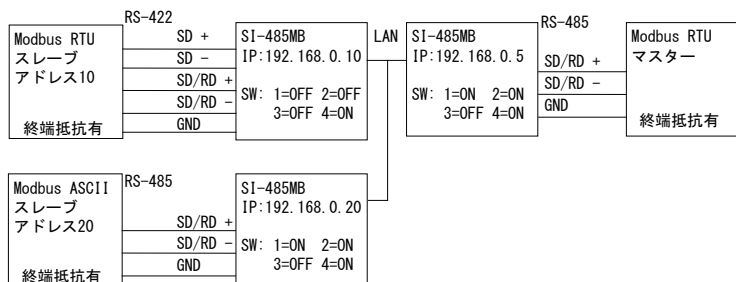 RS-422
Modbus RTU
スレーブ
アドレス10
終端抵抗有
SD +
SD -
SD/RD +
SD/RD -
GND
SI-485MB
IP:192.168.0.10
SW: 1=OFF 2=OFF
3=OFF 4=ON
LAN
SI-485MB
IP:192.168.0.5
SW: 1=ON 2=ON
3=OFF 4=ON
RS-485
SD/RD +
SD/RD -
GND
Modbus RTU
マスター
終端抵抗有
Modbus ASCII
スレーブ
アドレス20
終端抵抗有
RS-485
SD/RD +
SD/RD -
GND
SI-485MB
IP:192.168.0.20
SW: 1=ON 2=ON
3=OFF 4=ON